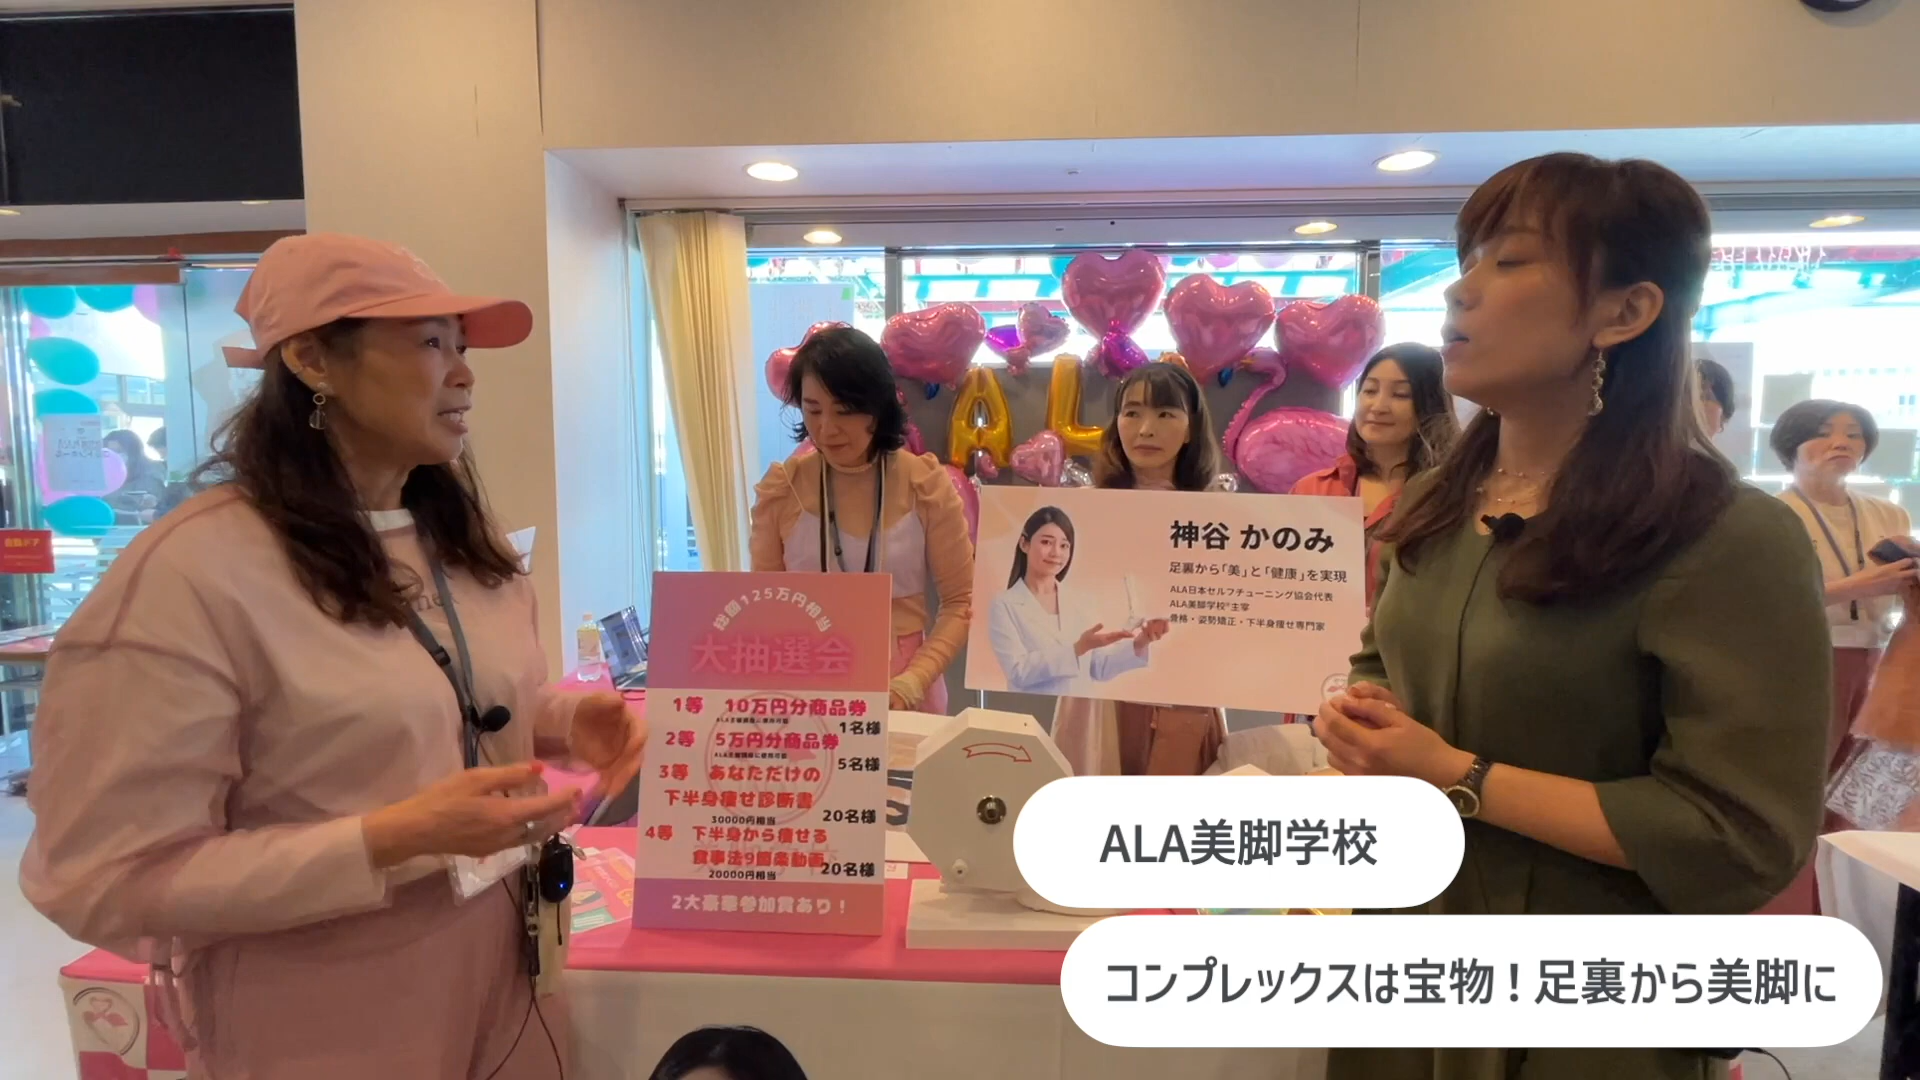 総額125万円相当
大抽選会
1等 10万円分商品券
1名様
2等 5万円分商品券
5名様
3等 あなただけの
下半身痩せ診断書
30000円相当 20名様
4等 下半身から痩せる
食事法9箇条動画
20000円相当 20名様
2大豪華参加賞あり！
AL
神谷 かのみ
足裏から「美」と「健康」を実現
ALA日本セルフチューニング協会代表
ALA美脚学校®主宰
骨格・姿勢矯正・下半身痩せ専門家
ALA美脚学校
コンプレックスは宝物！足裏から美脚に